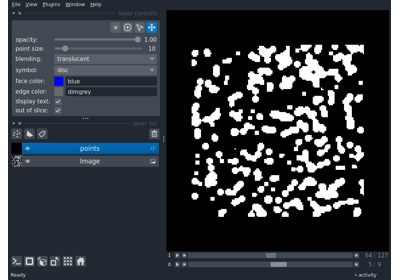 File View Plugins Window Help
layer controls
opacity: 1.00
point size: 10
blending: translucent
symbol: disc
face color: blue
edge color: dimgrey
display text:
out of slice:
layer list
points
Image
1 64 127
0 5 9
Ready
activity